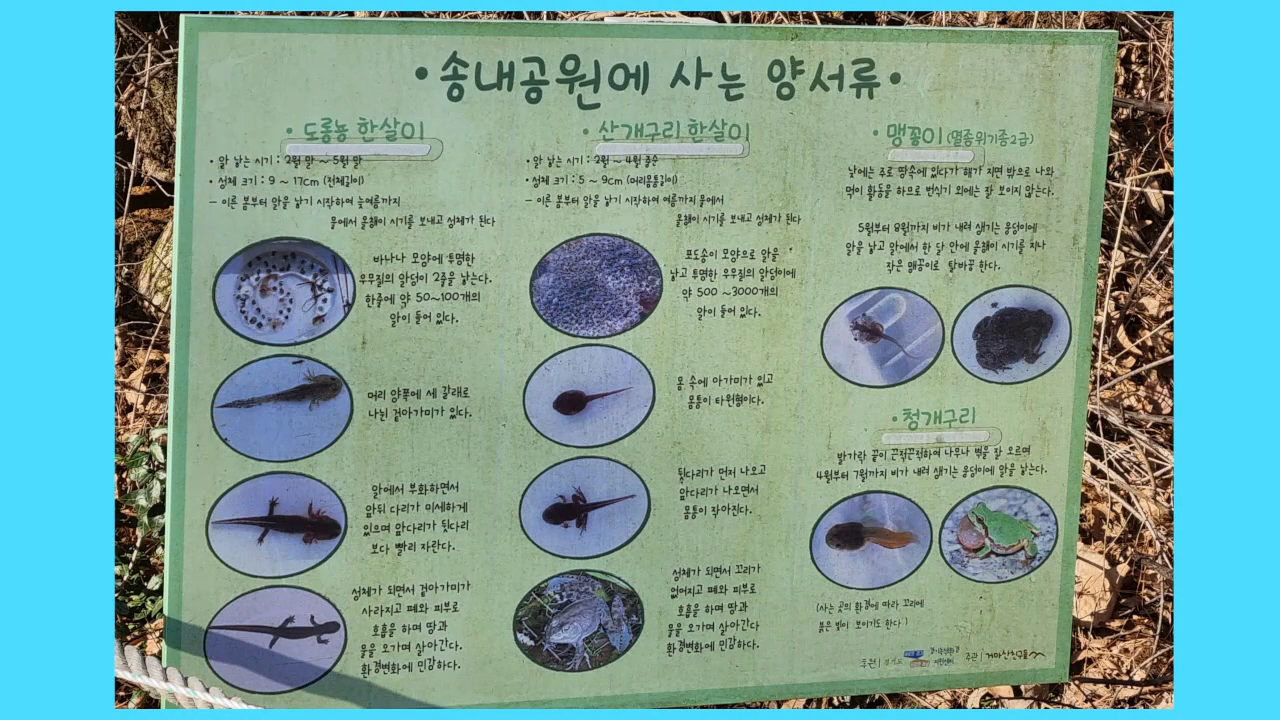 •송내공원에 사는 양서류•
• 도롱뇽 한살이
• 알 낳는 시기 : 2월 말 ~ 5월 말
• 성체 크기 : 9 ~ 17cm (전체길이)
- 이른 봄부터 알을 낳기 시작하여 늦여름까지
물에서 올챙이 시기를 보내고 성체가 된다
바나나 모양에 투명한
우무질의 알덩이 2줄을 낳는다.
한줄에 약 50~100개의
알이 들어 있다.
머리 양쪽에 세 갈래로
나뉜 겉아가미가 있다.
알에서 부화하면서
앞뒤 다리가 미세하게
있으며 앞다리가 뒷다리
보다 빨리 자란다.
성체가 되면서 겉아가미가
사라지고 폐와 피부로
호흡을 하며 땅과
물을 오가며 살아간다.
환경변화에 민감하다.
• 산개구리 한살이
• 알 낳는 시기 : 2월 ~ 4월 중순
• 성체 크기 : 5 ~ 9cm (머리몸통길이)
- 이른 봄부터 알을 낳기 시작하여 여름까지 물에서
올챙이 시기를 보내고 성체가 된다
포도송이 모양으로 알을
낳고 투명한 우무질의 알덩이에
약 500 ~3000개의
알이 들어 있다.
몸 속에 아가미가 있고
몸통이 타원형이다.
뒷다리가 먼저 나오고
앞다리가 나오면서
몸통이 작아진다.
성체가 되면서 꼬리가
없어지고 폐와 피부로
호흡을 하며 땅과
물을 오가며 살아간다
환경변화에 민감하다.
• 맹꽁이 (멸종위기종2급)
낮에는 주로 땅속에 있다가 해가 지면 밖으로 나와
먹이 활동을 하므로 번식기 외에는 잘 보이지 않는다.
5월부터 8월까지 비가 내려 생기는 웅덩이에
알을 낳고 알에서 한 달 안에 올챙이 시기를 지나
작은 맹꽁이로 탈바꿈 한다.
•청개구리
발가락 끝이 끈적끈적하여 나무나 벽을 잘 오르며
4월부터 7월까지 비가 내려 생기는 웅덩이에 알을 낳는다.
(사는 곳의 환경에 따라 꼬리에
붉은 빛이 보이기도 한다.)
후원 | 경기도 주관 | 거마산친구들